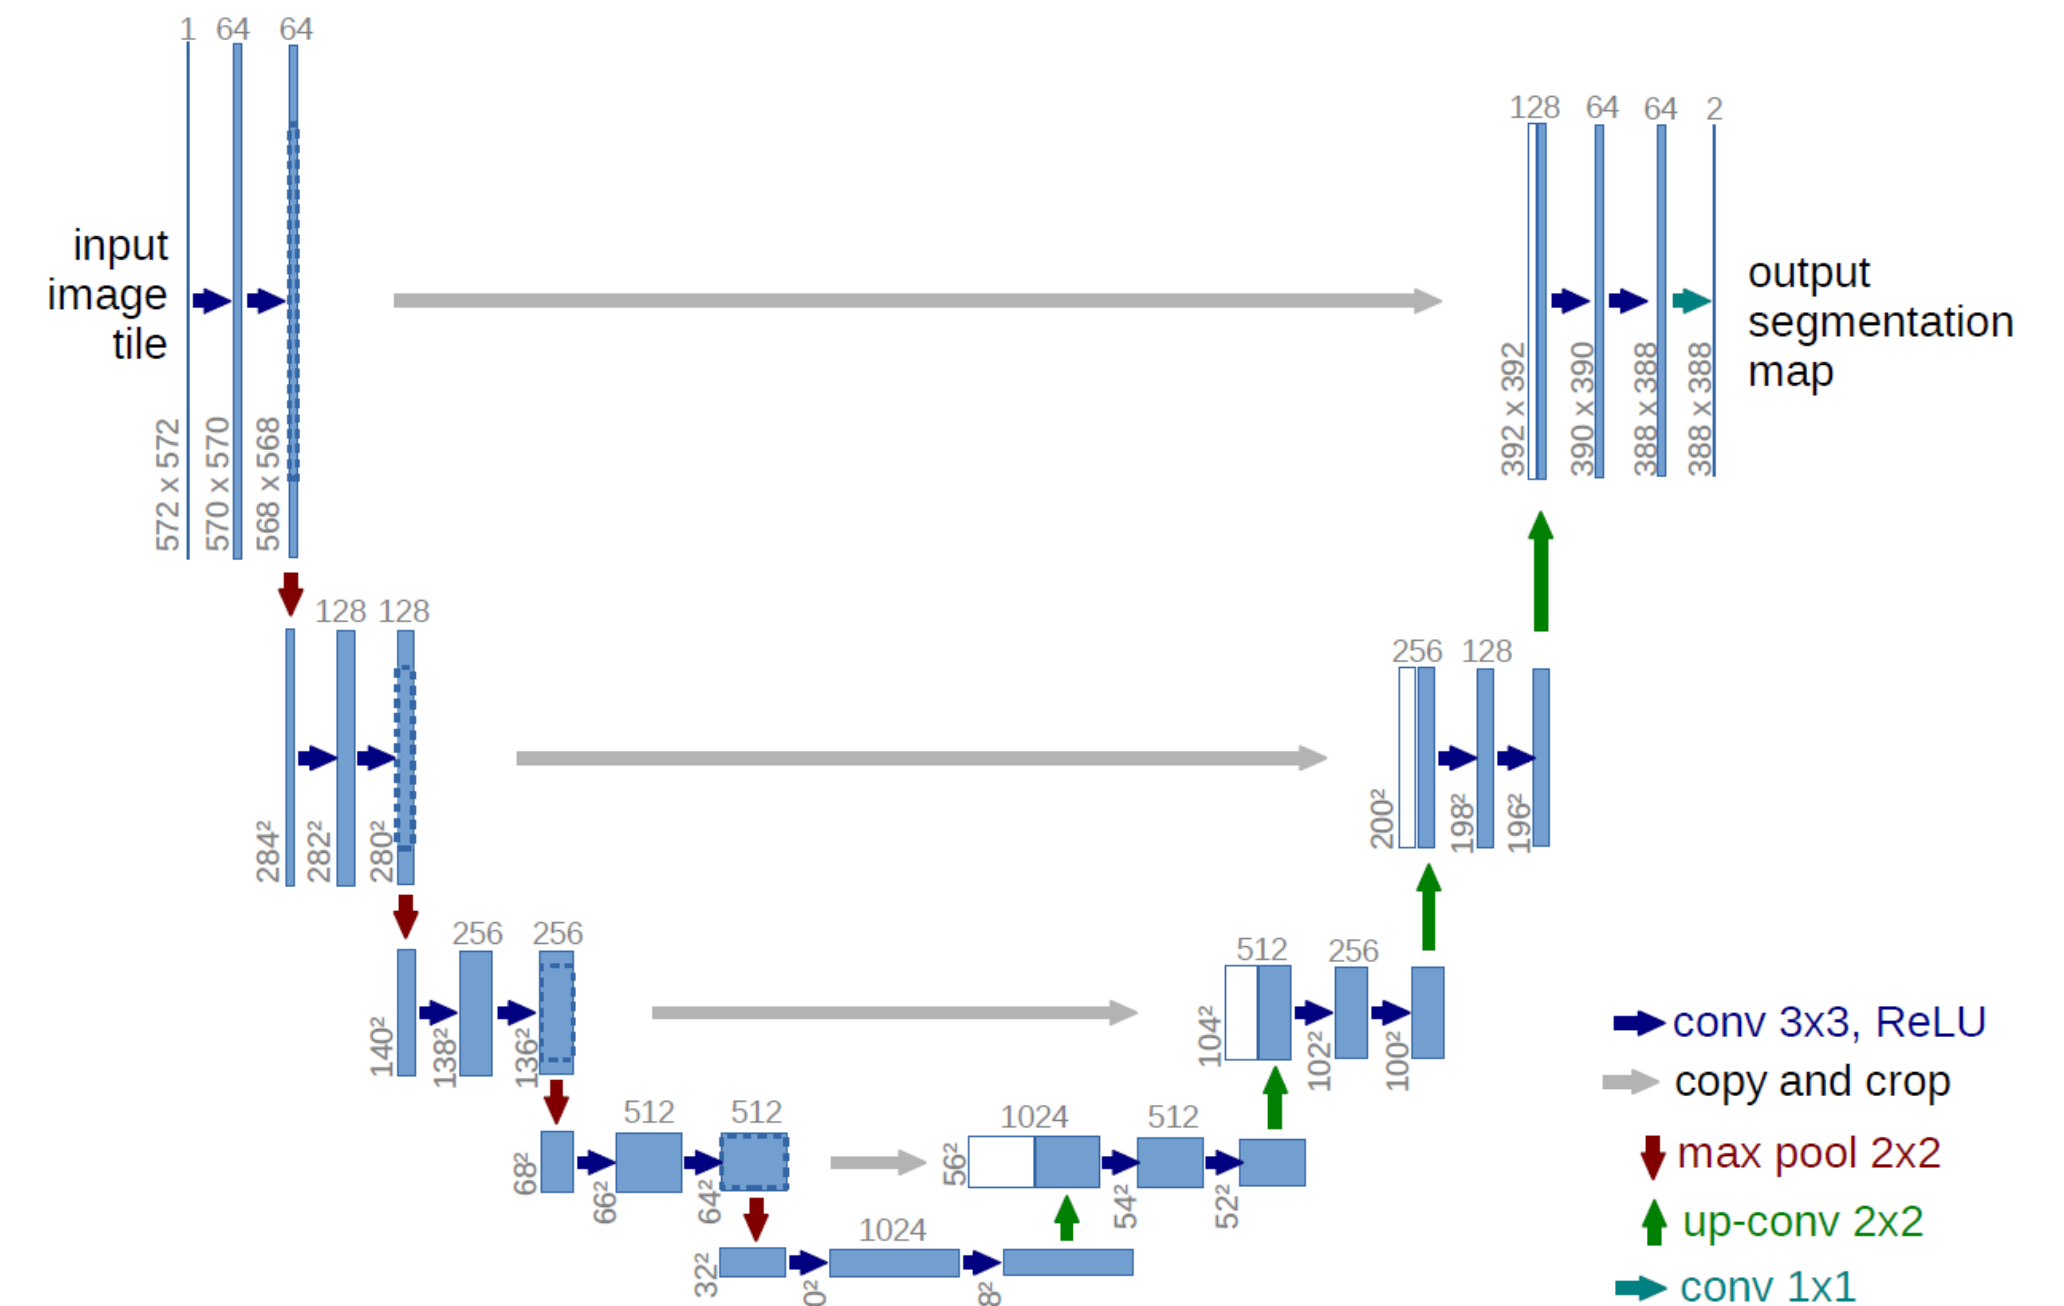 1 64 64
128 64 64 2
input
image
tile
output
segmentation
map
572 x 572
570 x 570
568 x 568
392 x 392
390 x 390
388 x 388
388 x 388
128 128
256 128
284²
282²
280²
200²
198²
196²
256 256
512 256
140²
138²
136²
104²
102²
100²
512 512
1024 512
68²
66²
64²
56²
54²
52²
1024
32²
0²
8²
conv 3x3, ReLU
copy and crop
max pool 2x2
up-conv 2x2
conv 1x1